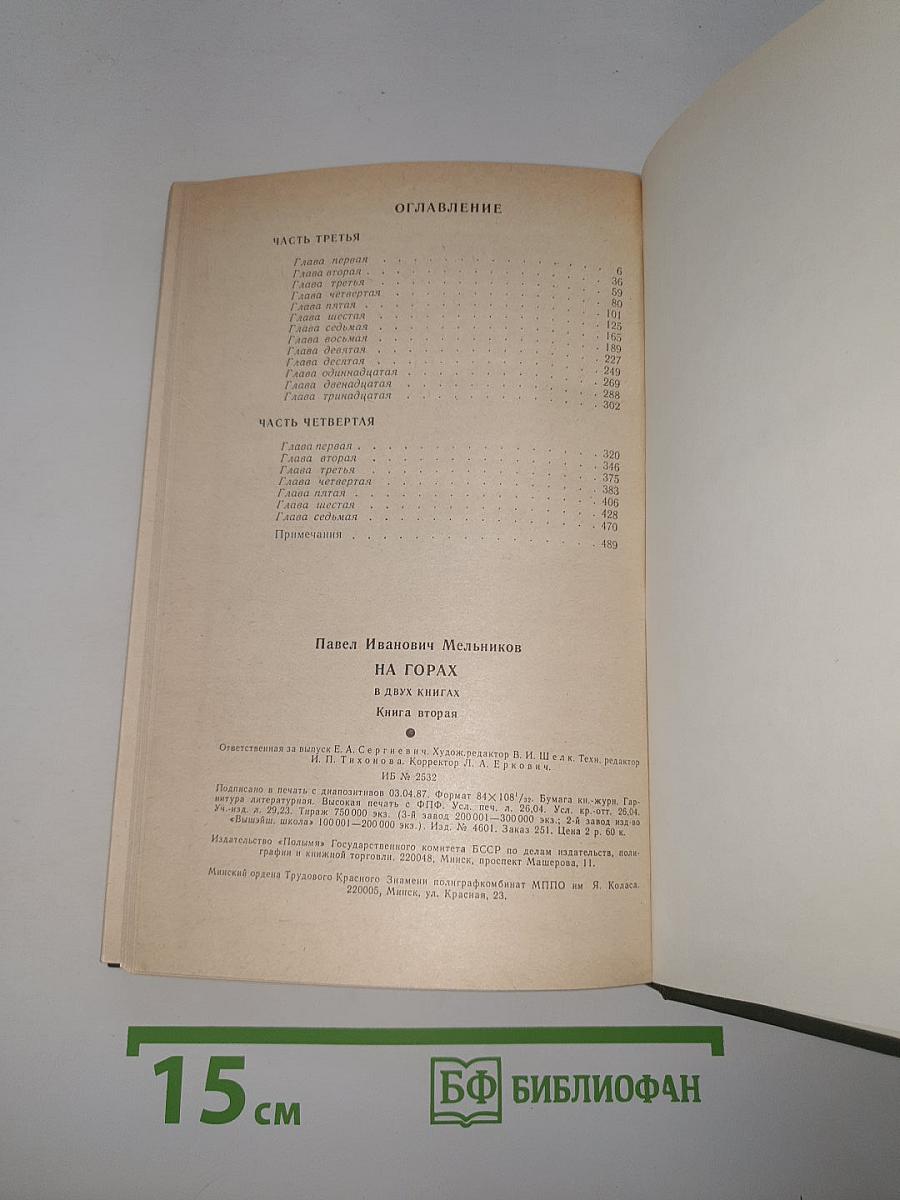 ОГЛАВЛЕНИЕ
ЧАСТЬ ТРЕТЬЯ
Глава первая . . . 6
Глава вторая . . . 36
Глава третья . . . 59
Глава четвертая . . . 80
Глава пятая . . . 101
Глава шестая . . . 125
Глава седьмая . . . 165
Глава восьмая . . . 189
Глава девятая . . . 227
Глава десятая . . . 249
Глава одиннадцатая . . . 269
Глава двенадцатая . . . 288
Глава тринадцатая . . . 302
ЧАСТЬ ЧЕТВЕРТАЯ
Глава первая . . . 320
Глава вторая . . . 346
Глава третья . . . 375
Глава четвертая . . . 383
Глава пятая . . . 406
Глава шестая . . . 428
Глава седьмая . . . 470
Примечания . . . 489
Павел Иванович Мельников
НА ГОРАХ
В ДВУХ КНИГАХ
Книга вторая
Ответственная за выпуск Е. А. Сергиевич. Худож. редактор В. И. Шелк. Техн. редактор
И. П. Тихонова. Корректор Л. А. Еркович.
ИБ № 2532
Подписано в печать с диапозитивов 03.04.87. Формат 84×108¹/₃₂. Бумага кн.-журн. Гар-
нитура литературная. Высокая печать с ФПФ. Усл. печ. л. 26,04. Усл. кр.-отт. 26,04.
Уч.-изд. л. 29,23. Тираж 750 000 экз. (3-й завод 200 001—300 000 экз.; 2-й завод изд-во
«Вышэйш. школа» 100 001—200 000 экз.). Изд. № 4601. Заказ 251. Цена 2 р. 60 к.
Издательство «Полымя» Государственного комитета БССР по делам издательств, поли-
графии и книжной торговли. 220048, Минск, проспект Машерова, 11.
Минский ордена Трудового Красного Знамени полиграфкомбинат МППО им Я. Коласа.
220005, Минск, ул. Красная, 23.
15 см
БФ БИБЛИОФАН